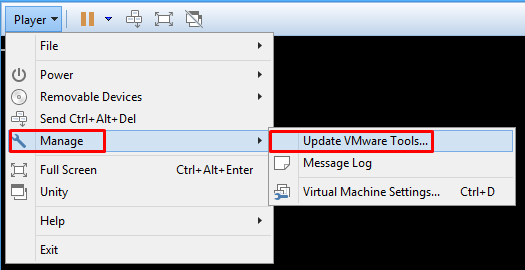 Player
File
Power
Removable Devices
Send Ctrl+Alt+Del
Manage
Update VMware Tools...
Message Log
Full Screen Ctrl+Alt+Enter
Virtual Machine Settings... Ctrl+D
Unity
Help
Exit